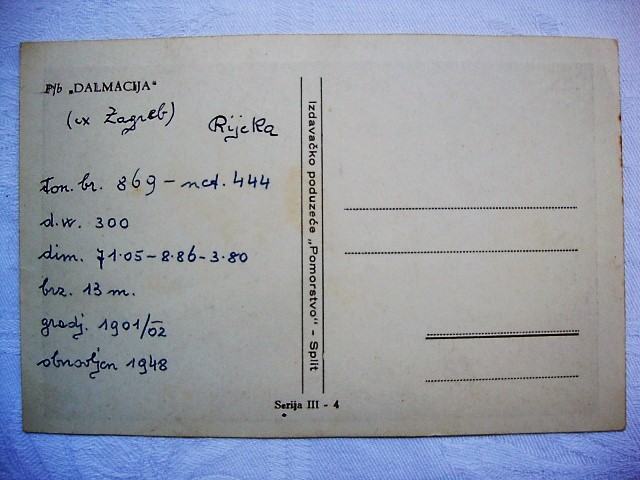 P/b „DALMACIJA"
(ex Zagreb)
Rijeka
ton. br. 869 - net. 444
d.w. 300
dim. 71.05 - 8.86 - 3.80
brz. 13 m.
gradj. 1901/02
obnovljen 1948
Izdavačko poduzeće „Pomorstvo" - Split
Serija III - 4